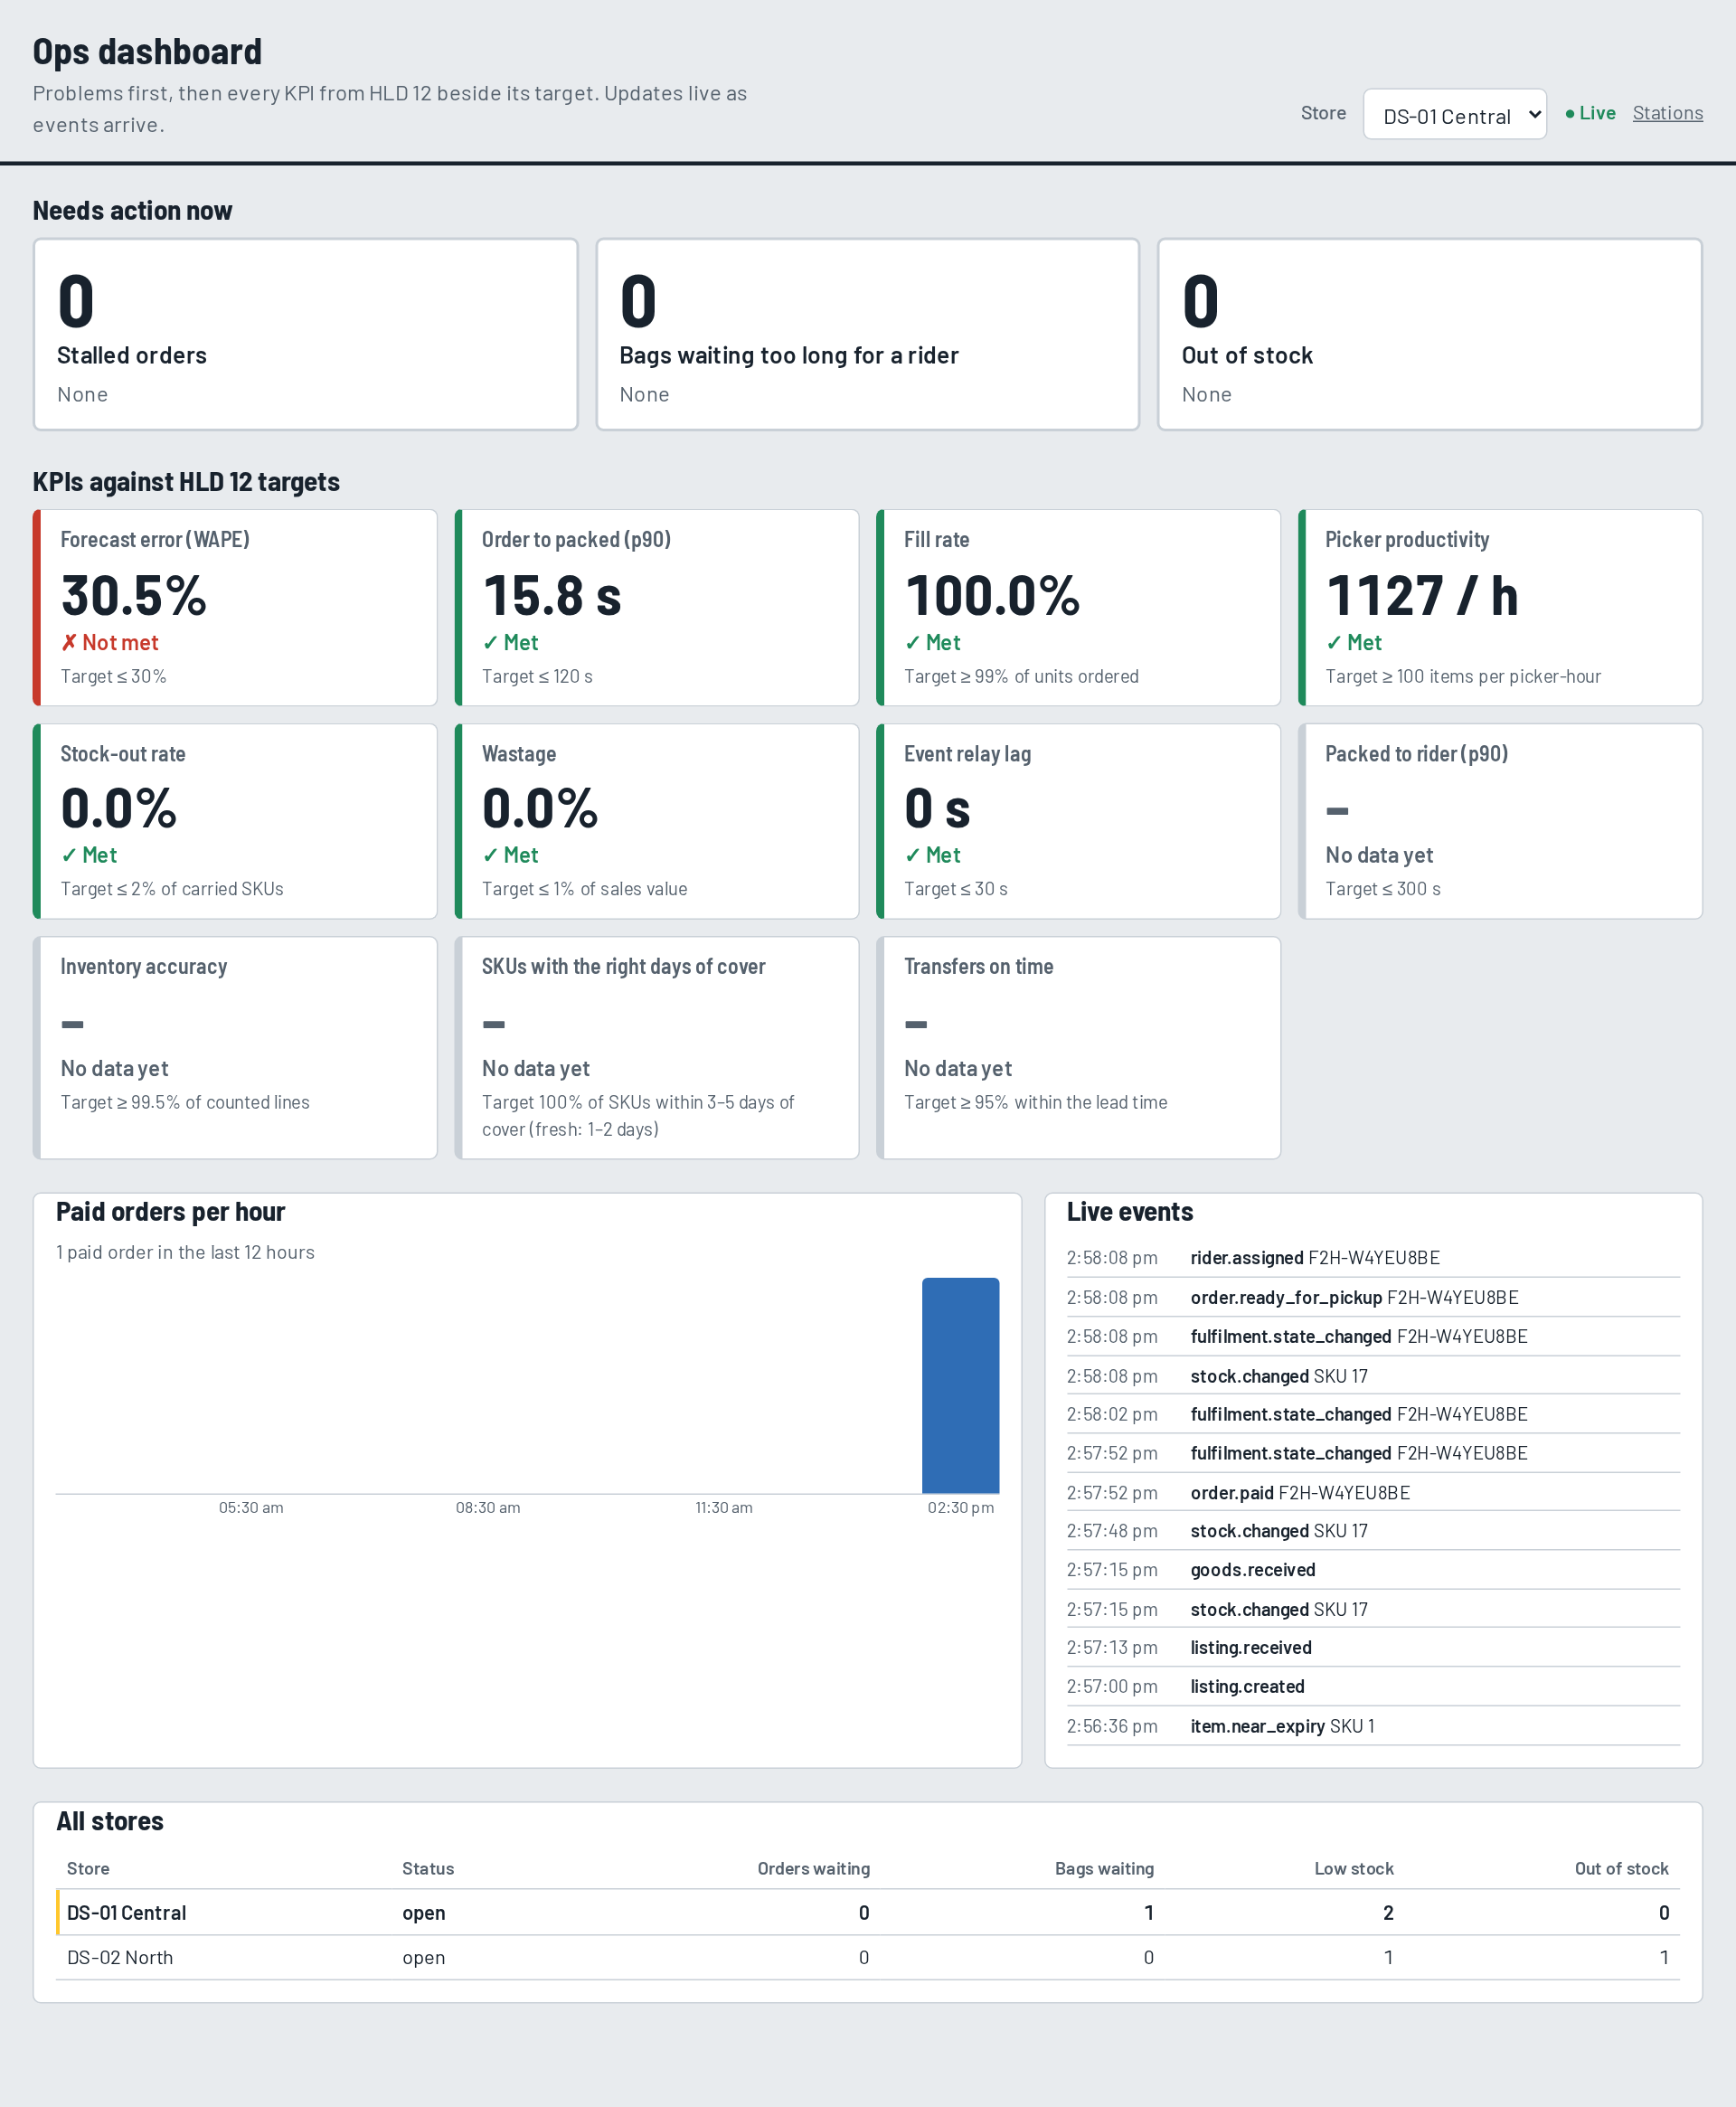 Ops dashboard
Problems first, then every KPI from HLD 12 beside its target. Updates live as
events arrive.
Store
DS-01 Central
● Live
Stations
Needs action now
0
Stalled orders
None
0
Bags waiting too long for a rider
None
0
Out of stock
None
KPIs against HLD 12 targets
Forecast error (WAPE)
30.5%
✗ Not met
Target ≤ 30%
Order to packed (p90)
15.8 s
✓ Met
Target ≤ 120 s
Fill rate
100.0%
✓ Met
Target ≥ 99% of units ordered
Picker productivity
1127 / h
✓ Met
Target ≥ 100 items per picker-hour
Stock-out rate
0.0%
✓ Met
Target ≤ 2% of carried SKUs
Wastage
0.0%
✓ Met
Target ≤ 1% of sales value
Event relay lag
0 s
✓ Met
Target ≤ 30 s
Packed to rider (p90)
–
No data yet
Target ≤ 300 s
Inventory accuracy
–
No data yet
Target ≥ 99.5% of counted lines
SKUs with the right days of cover
–
No data yet
Target 100% of SKUs within 3–5 days of
cover (fresh: 1–2 days)
Transfers on time
–
No data yet
Target ≥ 95% within the lead time
Paid orders per hour
1 paid order in the last 12 hours
05:30 am 08:30 am 11:30 am 02:30 pm
Live events
2:58:08 pm rider.assigned F2H-W4YEU8BE
2:58:08 pm order.ready_for_pickup F2H-W4YEU8BE
2:58:08 pm fulfilment.state_changed F2H-W4YEU8BE
2:58:08 pm stock.changed SKU 17
2:58:02 pm fulfilment.state_changed F2H-W4YEU8BE
2:57:52 pm fulfilment.state_changed F2H-W4YEU8BE
2:57:52 pm order.paid F2H-W4YEU8BE
2:57:48 pm stock.changed SKU 17
2:57:15 pm goods.received
2:57:15 pm stock.changed SKU 17
2:57:13 pm listing.received
2:57:00 pm listing.created
2:56:36 pm item.near_expiry SKU 1
All stores
Store Status Orders waiting Bags waiting Low stock Out of stock
DS-01 Central open 0 1 2 0
DS-02 North open 0 0 1 1